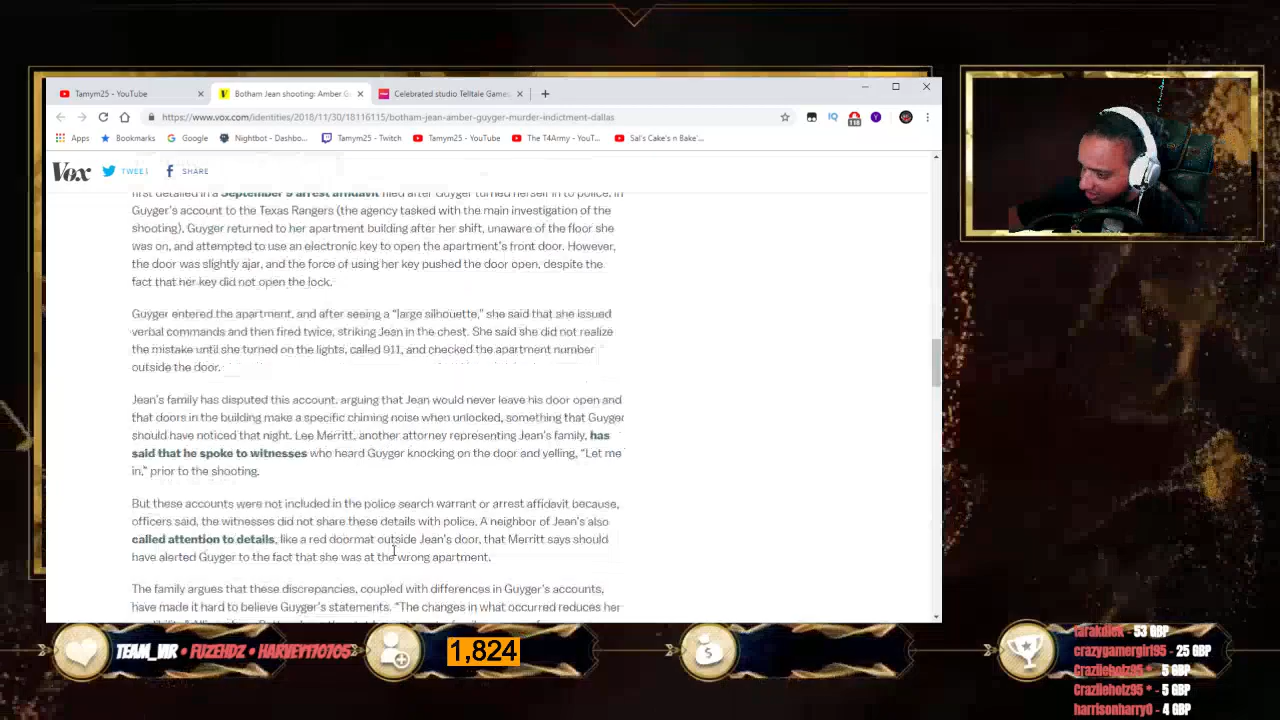 Tamym25 - YouTube
Botham Jean shooting: Amber G
Celebrated studio Telltale Games
https://www.vox.com/identities/2018/11/30/18116115/botham-jean-amber-guyger-murder-indictment-dallas
Apps Bookmarks Google Nightbot - Dashbo... Tamym25 - Twitch Tamym25 - YouTube The T4Army - YouT... Sal's Cake's n Bake'...
Vox TWEET SHARE
first detailed in a September 9 arrest affidavit filed after Guyger turned herself in to police. In
Guyger's account to the Texas Rangers (the agency tasked with the main investigation of the
shooting), Guyger returned to her apartment building after her shift, unaware of the floor she
was on, and attempted to use an electronic key to open the apartment's front door. However,
the door was slightly ajar, and the force of using her key pushed the door open, despite the
fact that her key did not open the lock.
Guyger entered the apartment, and after seeing a “large silhouette,” she said that she issued
verbal commands and then fired twice, striking Jean in the chest. She said she did not realize
the mistake until she turned on the lights, called 911, and checked the apartment number
outside the door.
Jean's family has disputed this account, arguing that Jean would never leave his door open and
that doors in the building make a specific chiming noise when unlocked, something that Guyger
should have noticed that night. Lee Merritt, another attorney representing Jean's family, has
said that he spoke to witnesses who heard Guyger knocking on the door and yelling, “Let me
in,” prior to the shooting.
But these accounts were not included in the police search warrant or arrest affidavit because,
officers said, the witnesses did not share these details with police. A neighbor of Jean's also
called attention to details, like a red doormat outside Jean's door, that Merritt says should
have alerted Guyger to the fact that she was at the wrong apartment.
The family argues that these discrepancies, coupled with differences in Guyger's accounts,
have made it hard to believe Guyger's statements. “The changes in what occurred reduces her
TEAM_VIR • FUZEHDZ • HARVEY170705
1,824
tarakdick - 53 GBP
crazygamergirl95 - 25 GBP
Crazlieholz95 * - 5 GBP
Crazlieholz95 * - 5 GBP
harrisonharry0 - 4 GBP